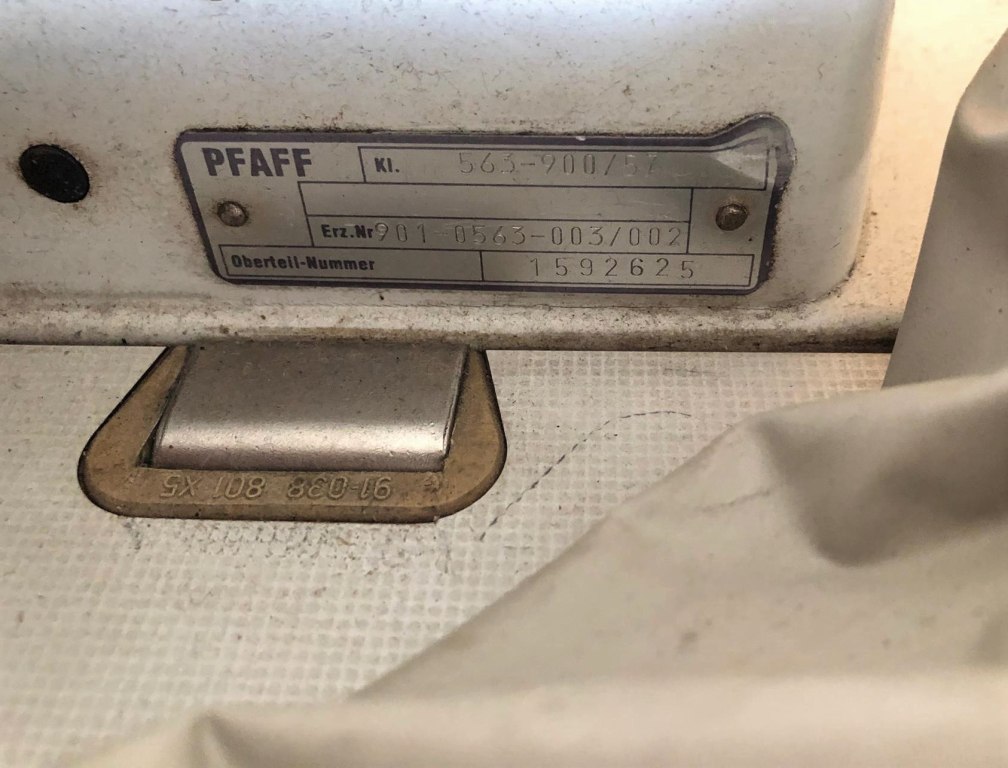 PFAFF Kl. 563-900/57
Erz.Nr 901-0563-003/002
Oberteil-Nummer 1592625
91-038 801 X5